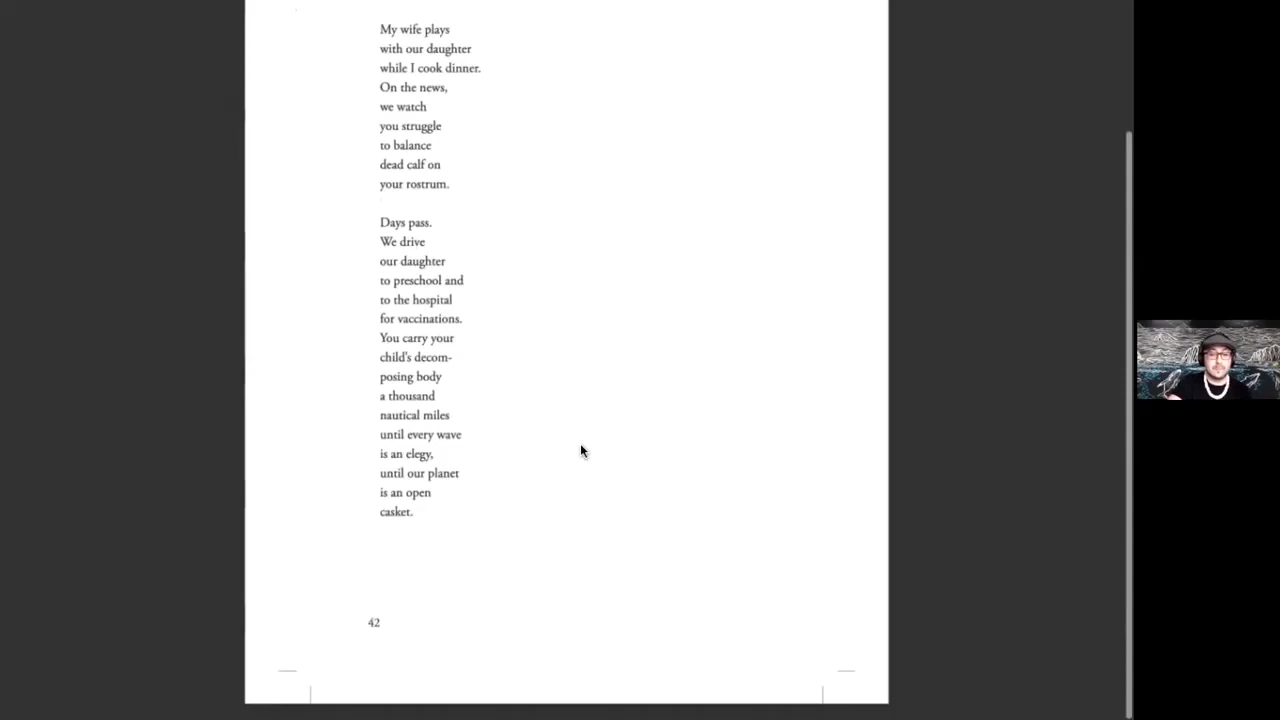 My wife plays
with our daughter
while I cook dinner.
On the news,
we watch
you struggle
to balance
dead calf on
your rostrum.
Days pass.
We drive
our daughter
to preschool and
to the hospital
for vaccinations.
You carry your
child's decom-
posing body
a thousand
nautical miles
until every wave
is an elegy,
until our planet
is an open
casket.
42